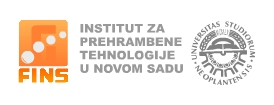 FINS
INSTITUT ZA
PREHRAMBENE
TEHNOLOGIJE
U NOVOM SADU
UNIVERSITAS STUDIORUM
NEOPLANTENSIS